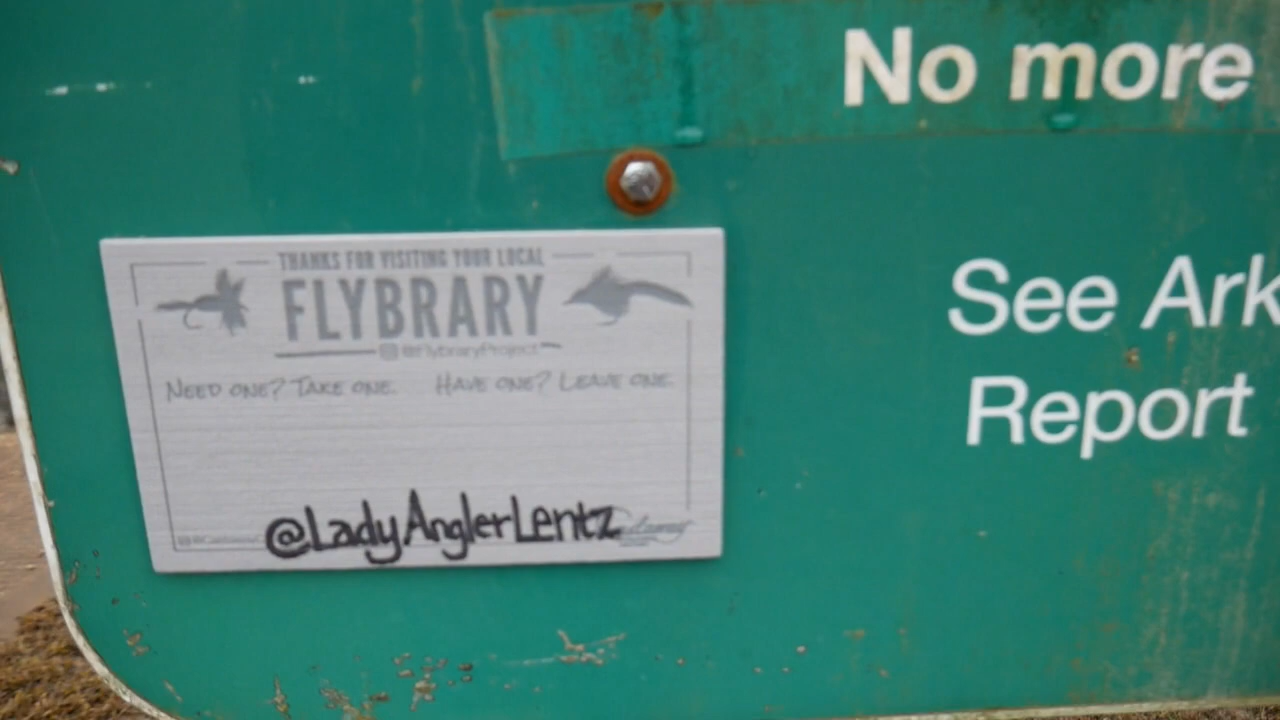 No more
See Ark
Report
THANKS FOR VISITING YOUR LOCAL
FLYBRARY
@FlybraryProject
NEED ONE? TAKE ONE. HAVE ONE? LEAVE ONE.
@LadyAnglerLentz